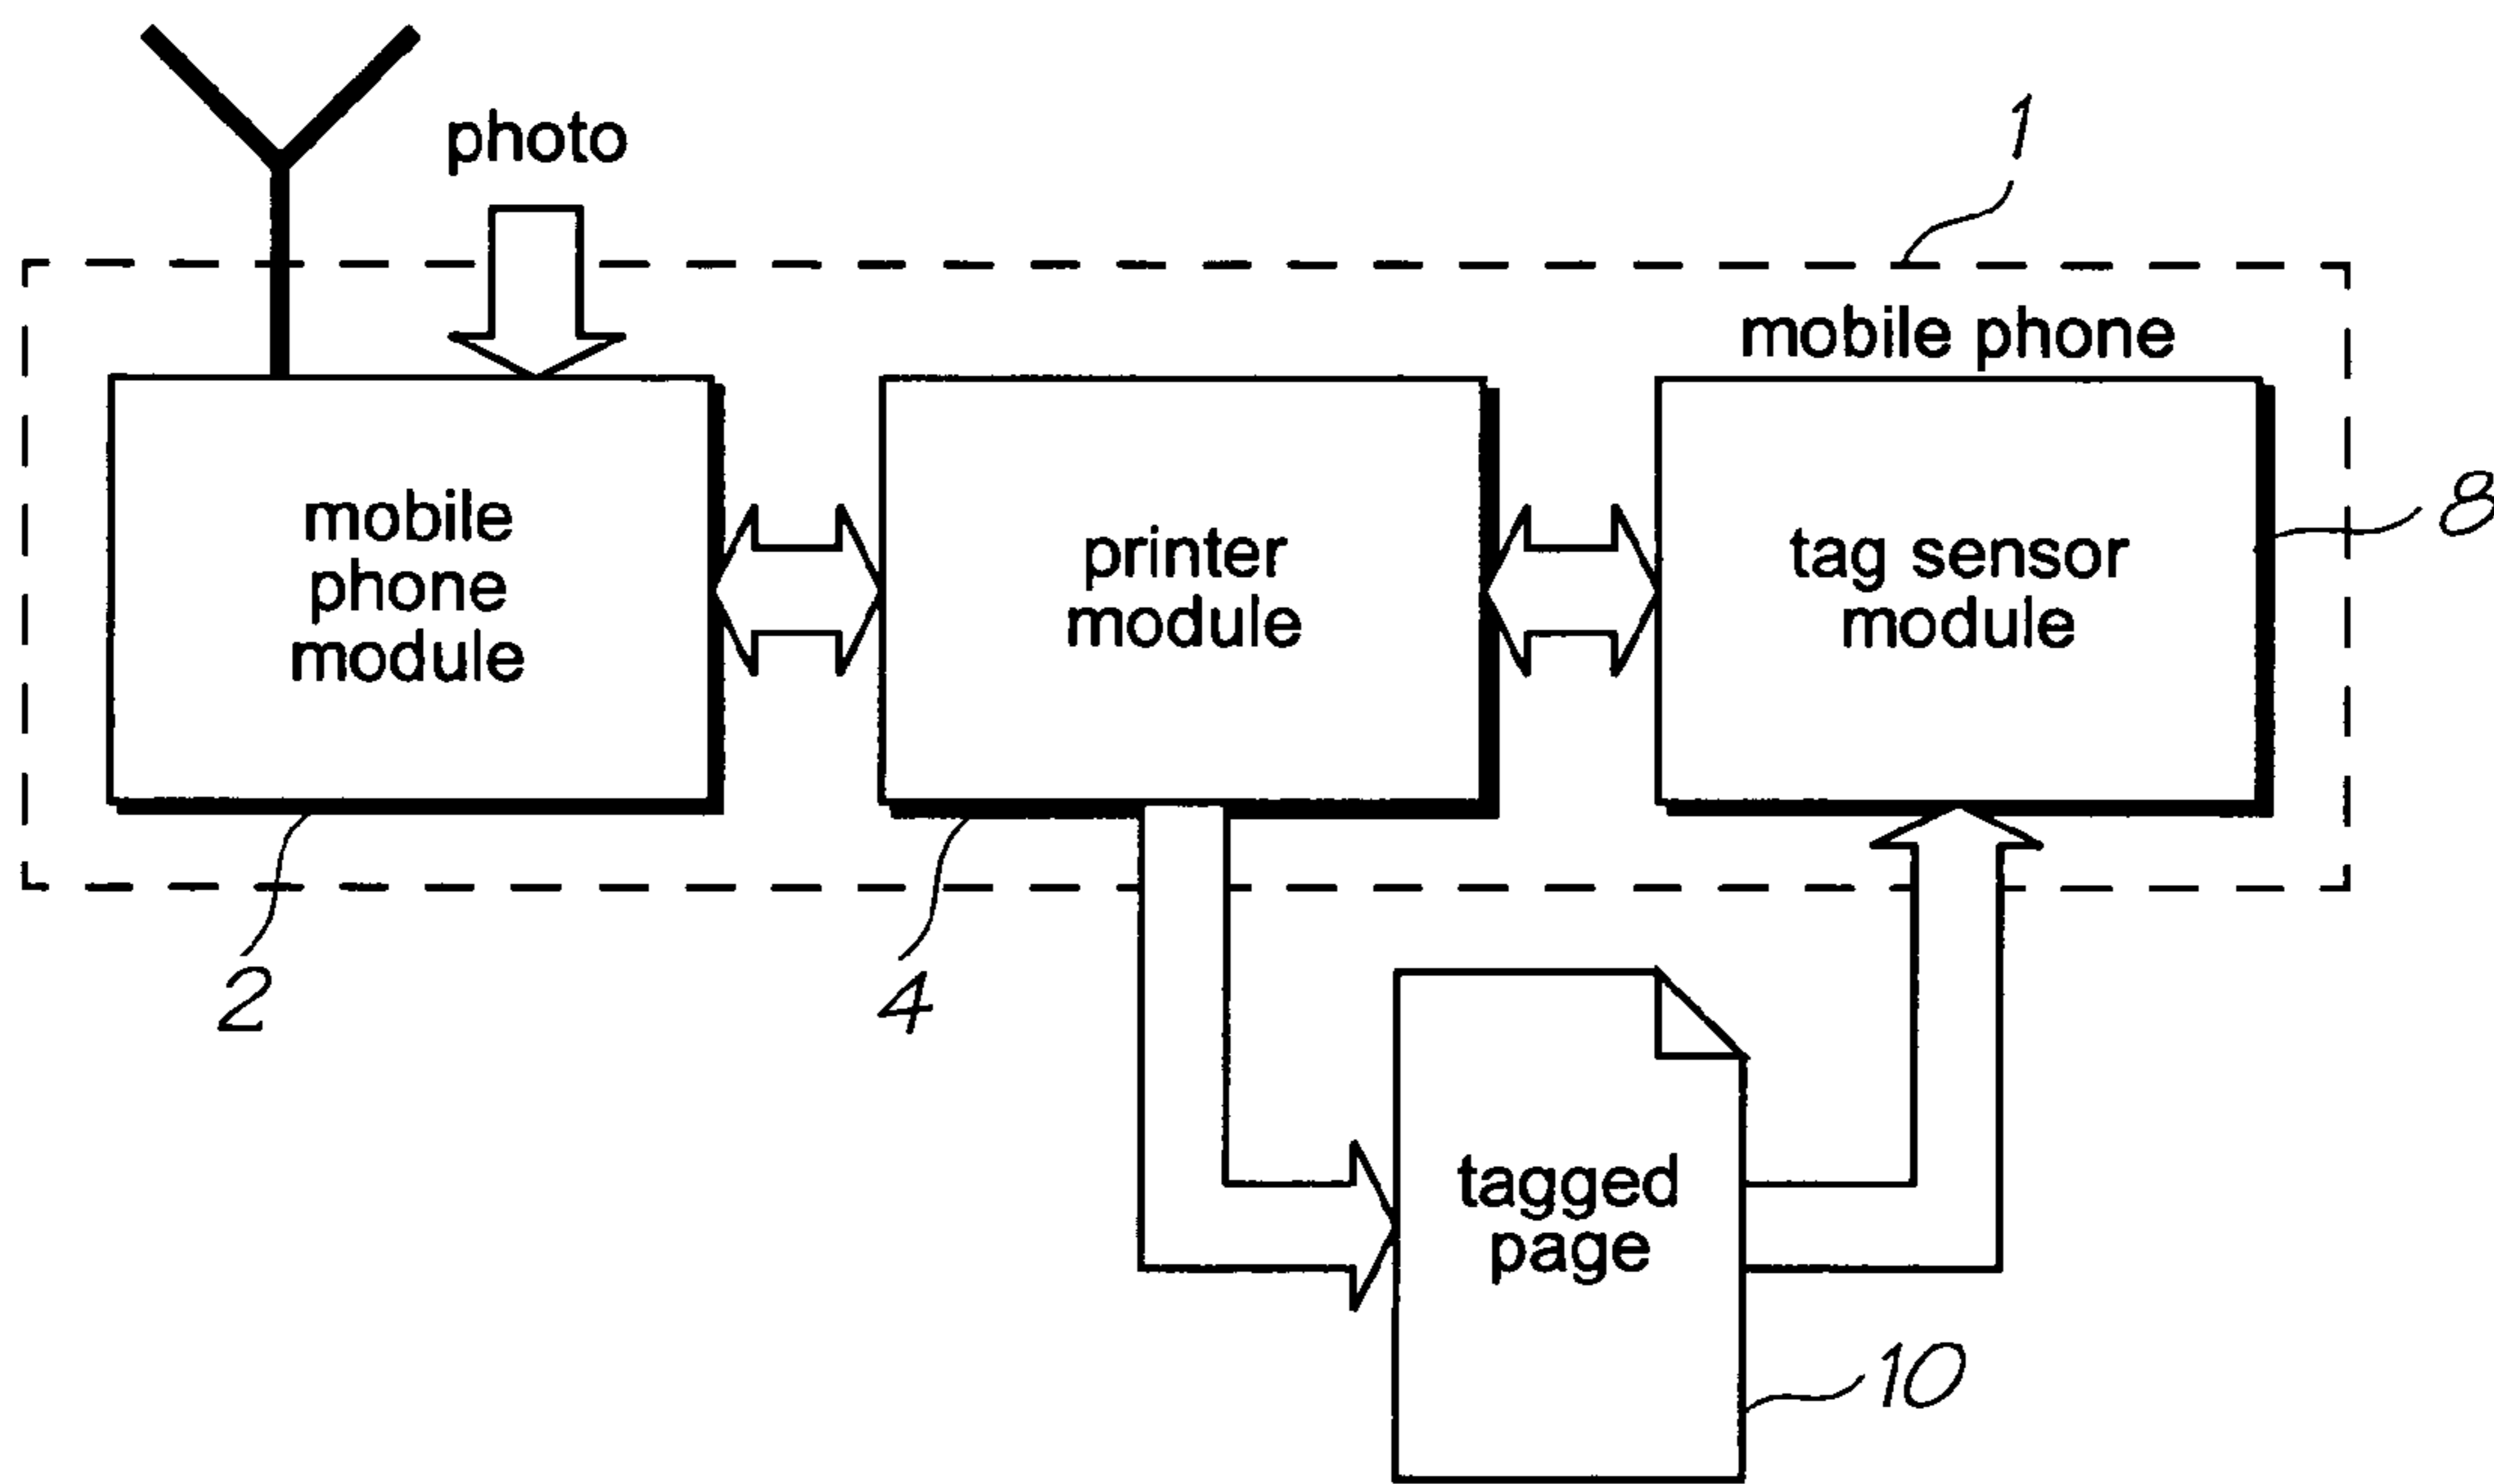 photo
1
mobile phone
mobile
phone
module
printer
module
tag sensor
module
8
2
4
tagged
page
10